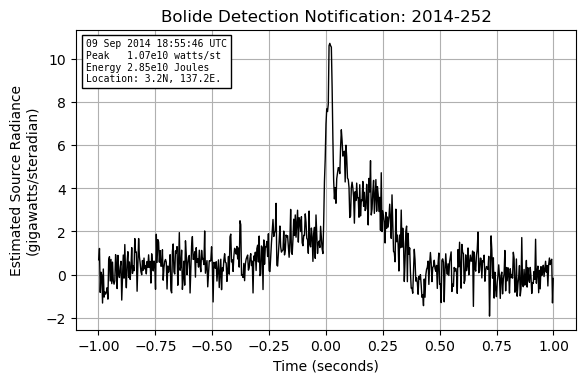 Bolide Detection Notification: 2014-252
09 Sep 2014 18:55:46 UTC
Peak   1.07e10 watts/st
Energy 2.85e10 Joules
Location: 3.2N, 137.2E.
Estimated Source Radiance
(gigawatts/steradian)
10
8
6
4
2
0
−2
−1.00 −0.75 −0.50 −0.25 0.00 0.25 0.50 0.75 1.00
Time (seconds)